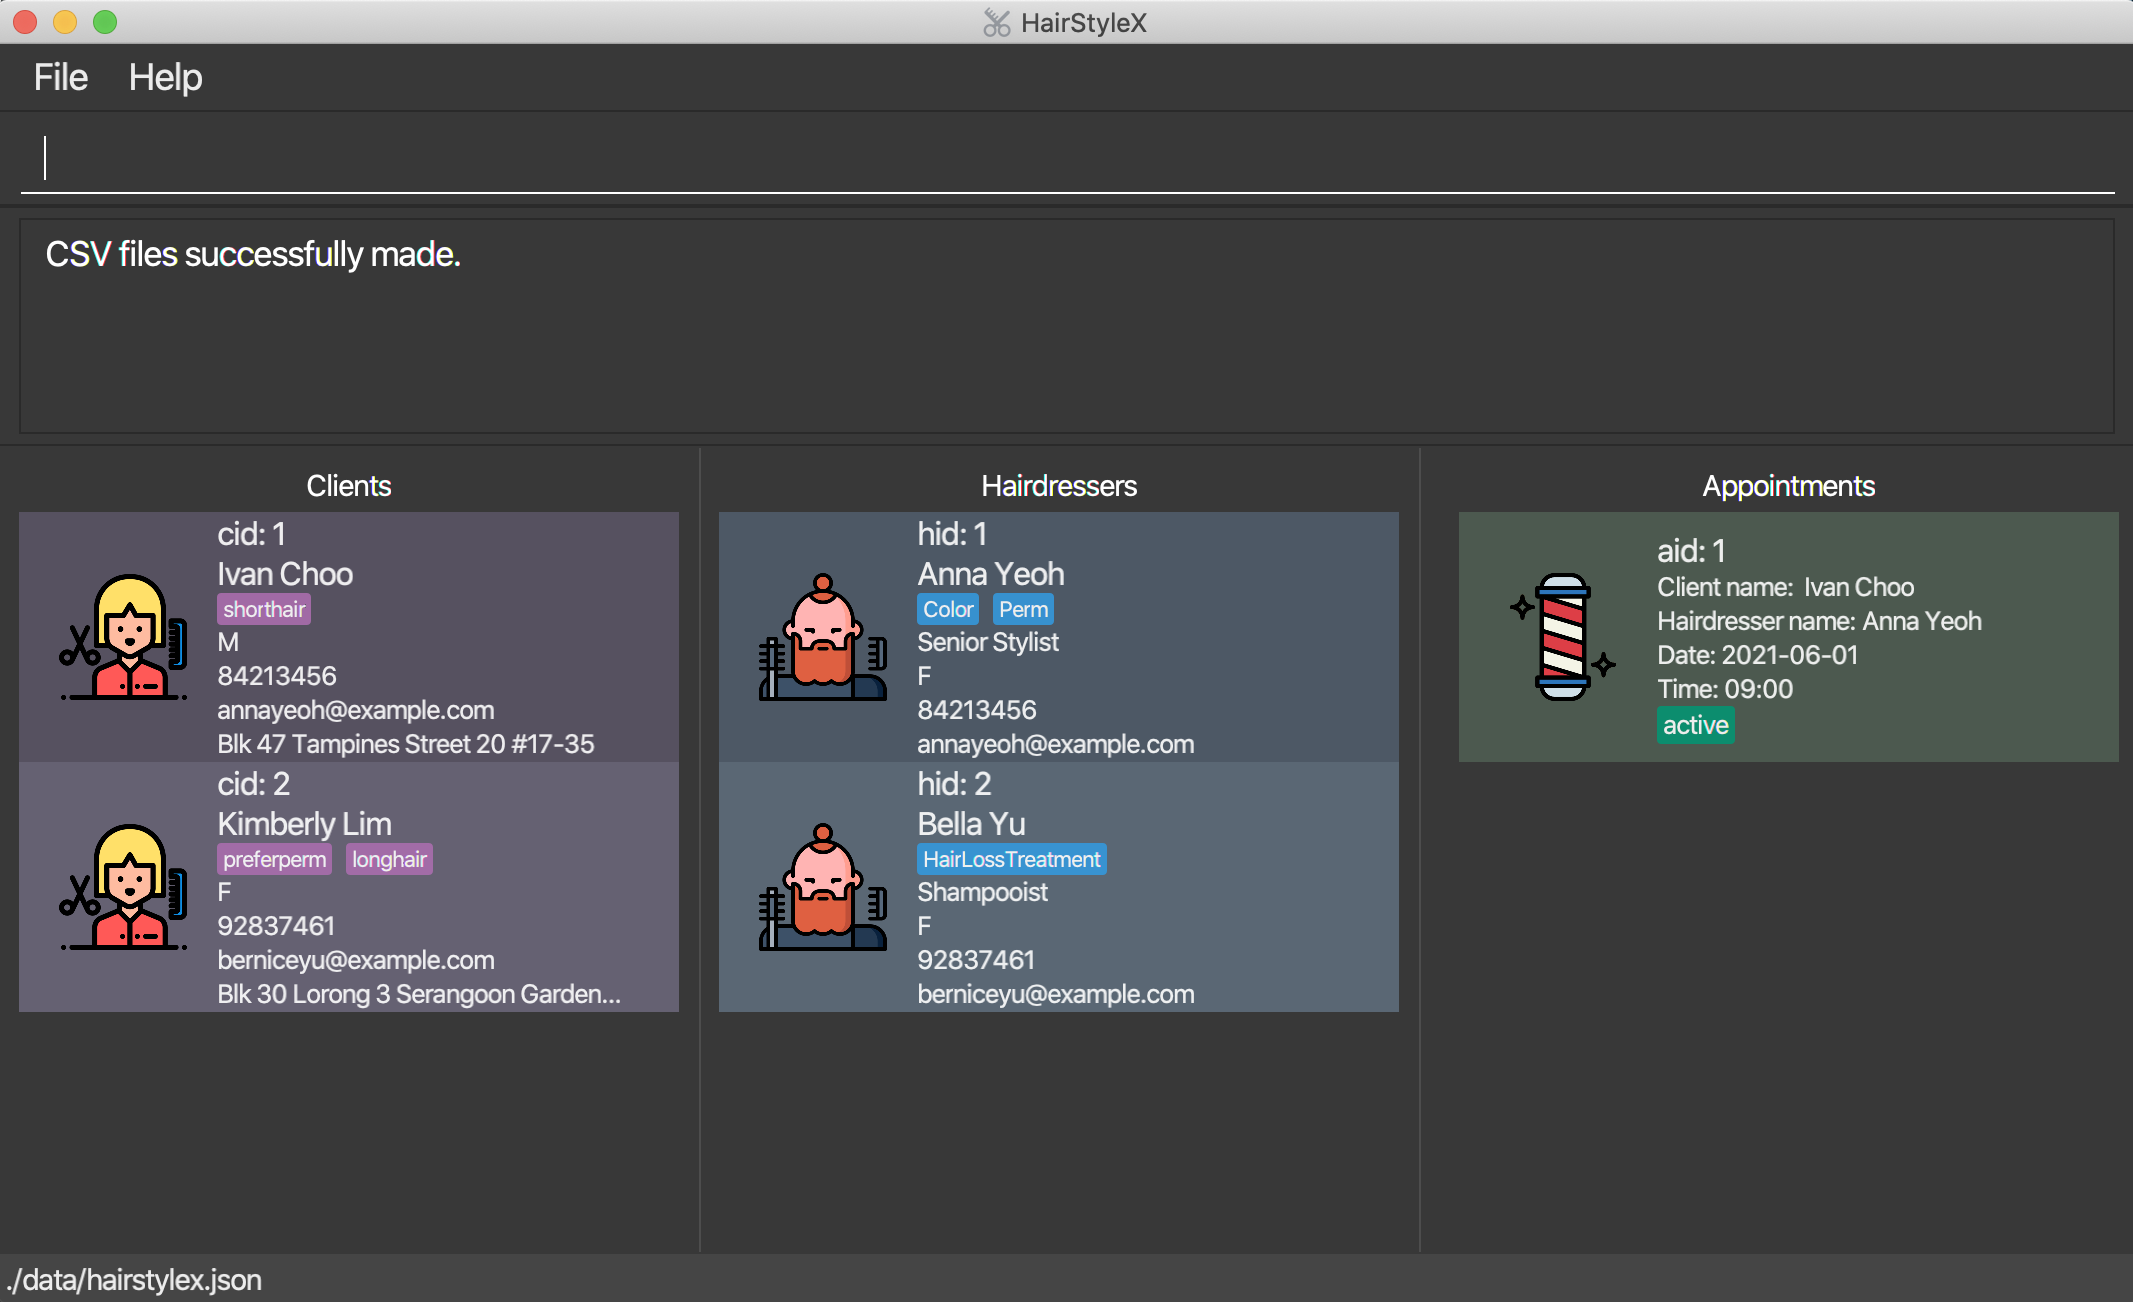 HairStyleX
File Help
CSV files successfully made.
Clients
cid: 1
Ivan Choo
shorthair
M
84213456
annayeoh@example.com
Blk 47 Tampines Street 20 #17-35
cid: 2
Kimberly Lim
preferperm longhair
F
92837461
berniceyu@example.com
Blk 30 Lorong 3 Serangoon Garden...
Hairdressers
hid: 1
Anna Yeoh
Color Perm
Senior Stylist
F
84213456
annayeoh@example.com
hid: 2
Bella Yu
HairLossTreatment
Shampooist
F
92837461
berniceyu@example.com
Appointments
aid: 1
Client name: Ivan Choo
Hairdresser name: Anna Yeoh
Date: 2021-06-01
Time: 09:00
active
./data/hairstylex.json